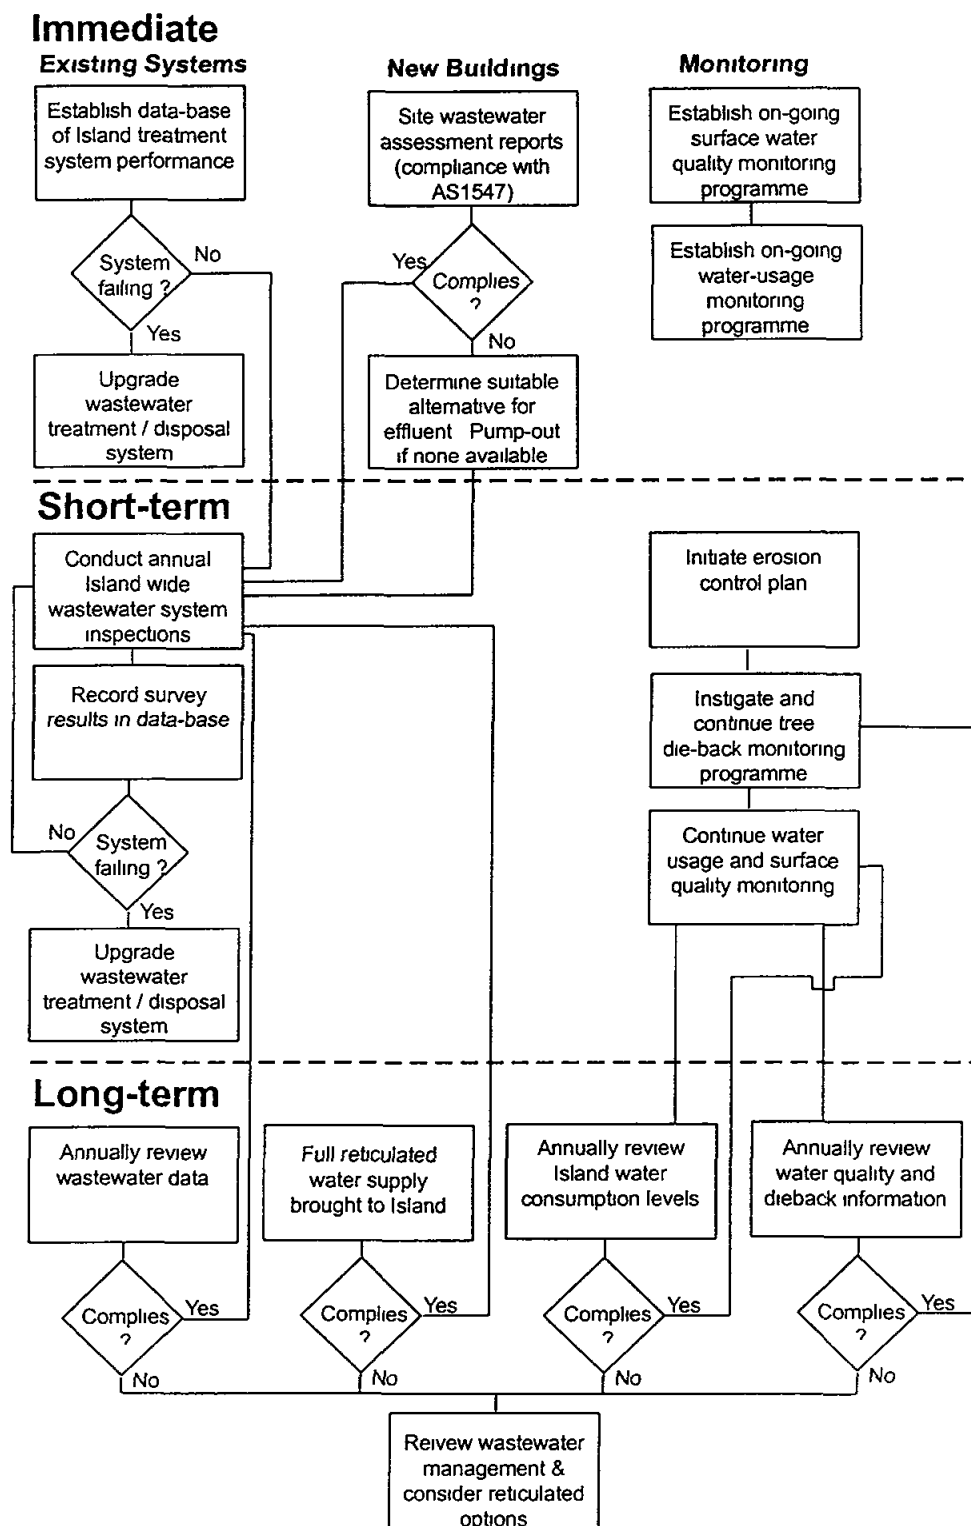 Immediate
Existing Systems
New Buildings
Monitoring
Establish data-base
of Island treatment
system performance
Site wastewater
assessment reports
(compliance with
AS1547)
Establish on-going
surface water
quality monitoring
programme
System
failing ?
No
Yes
Yes
Complies
?
No
Establish on-going
water-usage
monitoring
programme
Upgrade
wastewater
treatment / disposal
system
Determine suitable
alternative for
effluent Pump-out
if none available
Short-term
Conduct annual
Island wide
wastewater system
inspections
Initiate erosion
control plan
Record survey
results in data-base
Instigate and
continue tree
die-back monitoring
programme
No
System
failing ?
Yes
Continue water
usage and surface
quality monitoring
Upgrade
wastewater
treatment / disposal
system
Long-term
Annually review
wastewater data
Full reticulated
water supply
brought to Island
Annually review
Island water
consumption levels
Annually review
water quality and
dieback information
Complies
?
Yes
No
Complies
?
Yes
No
Complies
?
Yes
No
Complies
?
Yes
No
Reivew wastewater
management &
consider reticulated
options